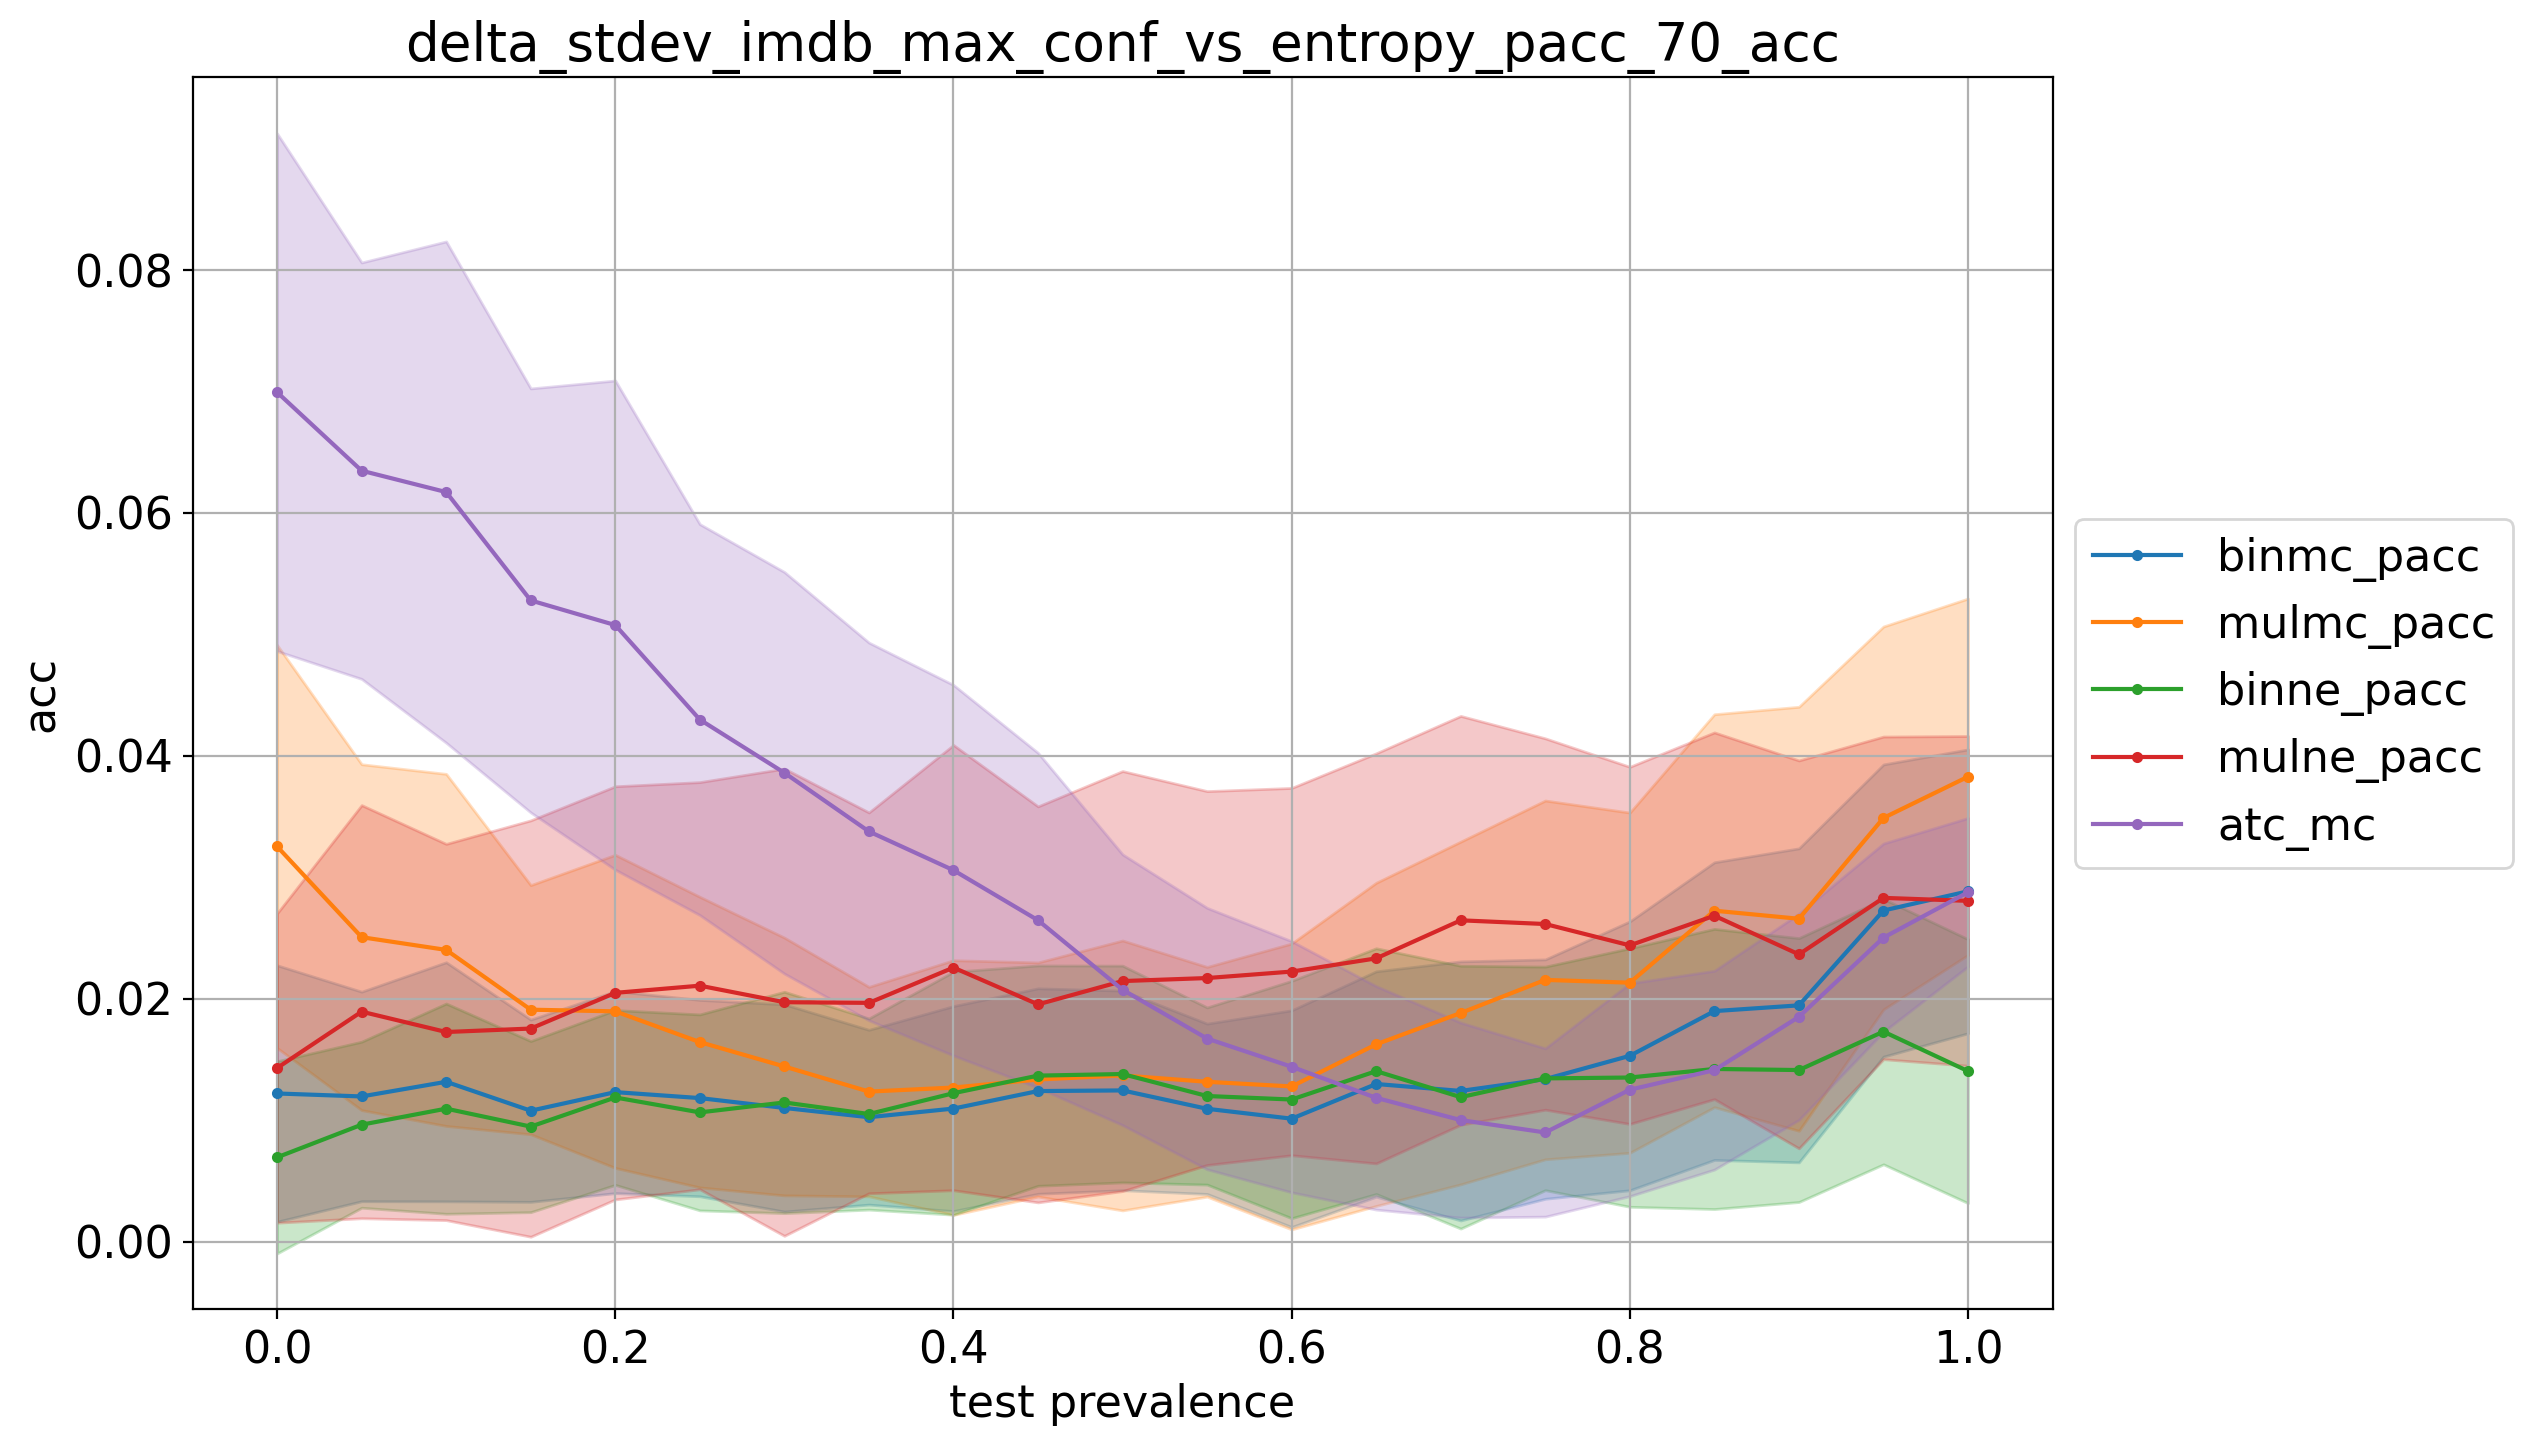 delta_stdev_imdb_max_conf_vs_entropy_pacc_70_acc
acc
0.08
0.06
0.04
0.02
0.00
0.0 0.2 0.4 0.6 0.8 1.0
test prevalence
binmc_pacc
mulmc_pacc
binne_pacc
mulne_pacc
atc_mc